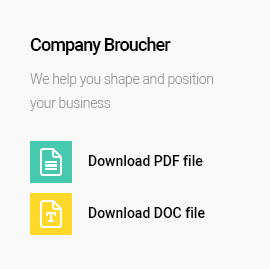 Company Broucher
We help you shape and position
your business
Download PDF file
T
Download DOC file